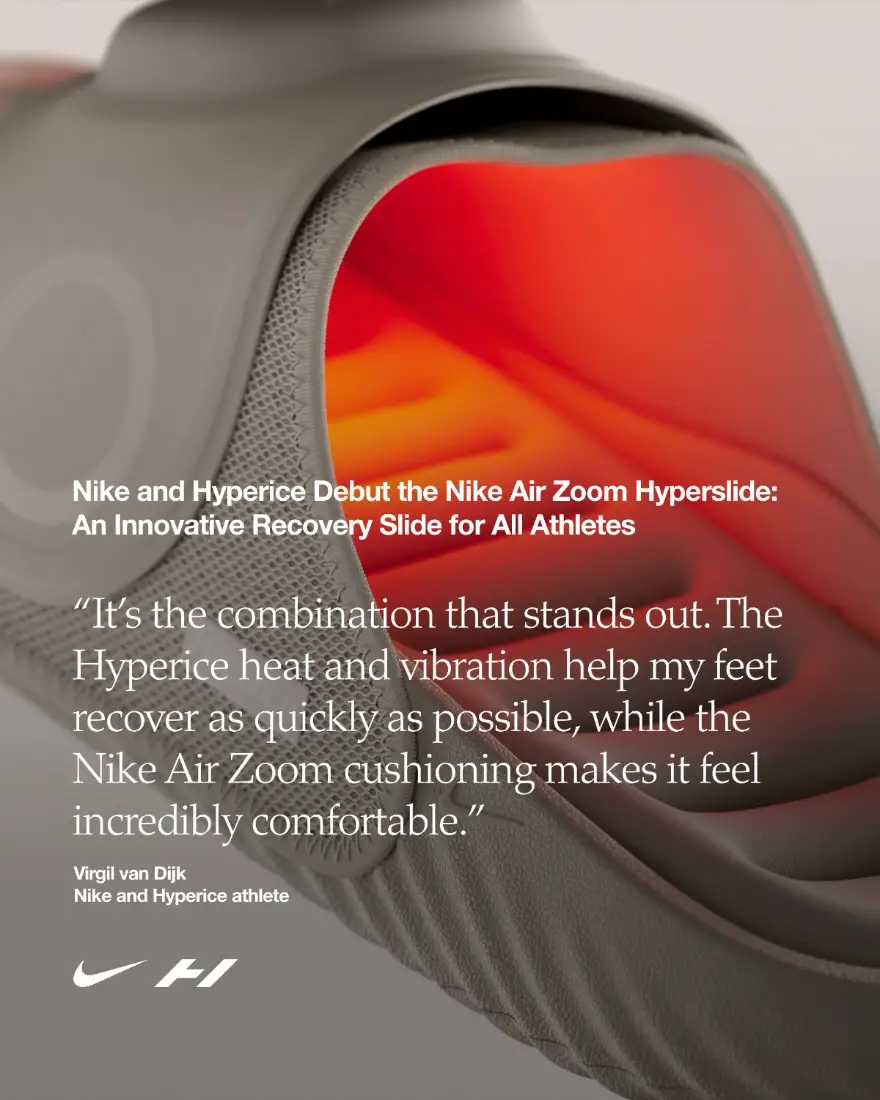 Nike and Hyperice Debut the Nike Air Zoom Hyperslide:
An Innovative Recovery Slide for All Athletes
“It’s the combination that stands out. The
Hyperice heat and vibration help my feet
recover as quickly as possible, while the
Nike Air Zoom cushioning makes it feel
incredibly comfortable.”
Virgil van Dijk
Nike and Hyperice athlete